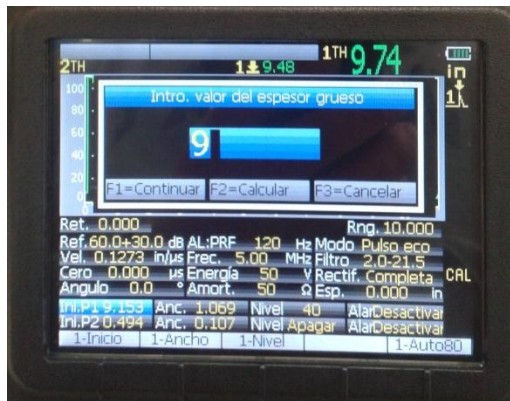 1TH 9.74
2TH 1 9.48 in
100 Intro. valor del espesor grueso 1
80
60 9
40
20 F1=Continuar F2=Calcular F3=Cancelar
0
Ret. 0.000 Rng. 10.000
Ref.60.0+30.0 dB AL:PRF 120 Hz Modo Pulso eco
Vel. 0.1273 in/µs Frec. 5.00 MHz Filtro 2.0-21.5
Cero 0.000 µs Energía 50 V Rectif. Completa CAL
Angulo 0.0 ° Amort. 50 Ω Esp. 0.000 in
Ini.P1 9.153 Anc. 1.069 Nivel 40 AlarDesactivar
Ini.P2 0.494 Anc. 0.107 Nivel Apagar AlarDesactivar
1-Inicio 1-Ancho 1-Nivel 1-Auto80